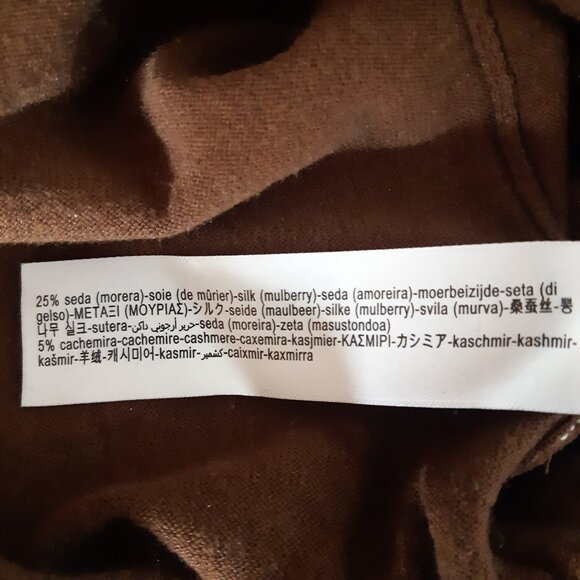 25% seda (morera)-soie (de mûrier)-silk (mulberry)-seda (amoreira)-moerbeizijde-seta (di
gelso)-ΜΕΤΑΞΙ (ΜΟΥΡΙΑΣ)-シルク-seide (maulbeer)-silke (mulberry)-svila (murva)-桑蚕丝-뽕
나무 실크-sutera-حرير أرجوني داكن-seda (moreira)-zeta (masustondoa)
5% cachemira-cachemire-cashmere-caxemira-kasjmier-ΚΑΣΜΙΡΙ-カシミア-kaschmir-kashmir-
kašmir-羊绒-캐시미어-kasmir-كشمير-caixmir-kaxmirra